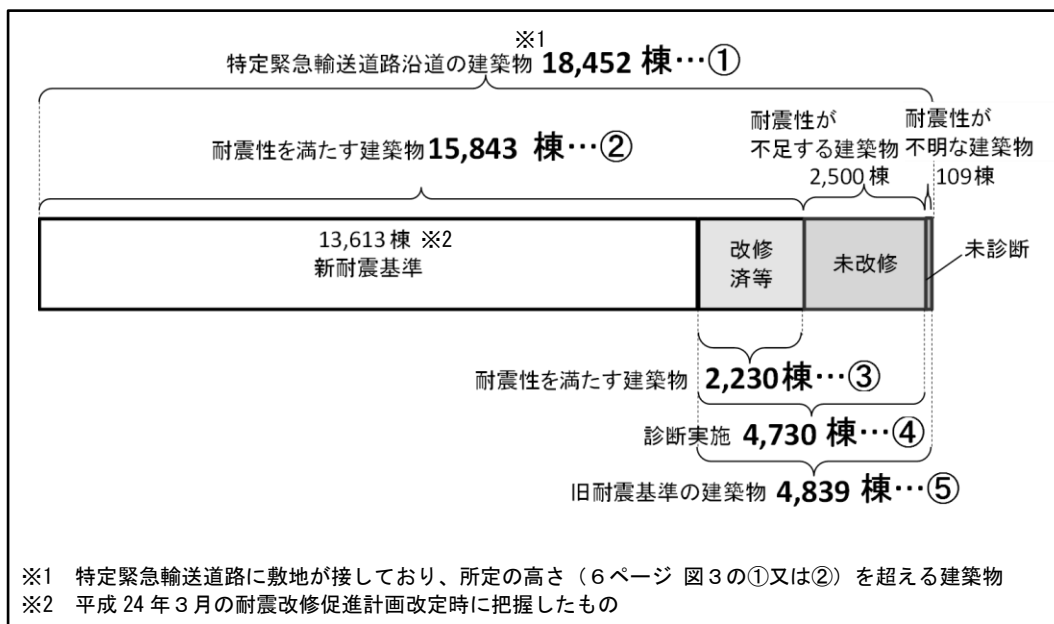 ※1
特定緊急輸送道路沿道の建築物 18,452 棟…①
耐震性を満たす建築物 15,843 棟…②
耐震性が
不足する建築物
2,500 棟
耐震性が
不明な建築物
109棟
13,613 棟 ※2
新耐震基準
改修
済等
未改修
未診断
耐震性を満たす建築物 2,230棟…③
診断実施 4,730 棟…④
旧耐震基準の建築物 4,839 棟…⑤
※1 特定緊急輸送道路に敷地が接しており、所定の高さ（６ページ 図３の①又は②）を超える建築物
※2 平成 24 年３月の耐震改修促進計画改定時に把握したもの